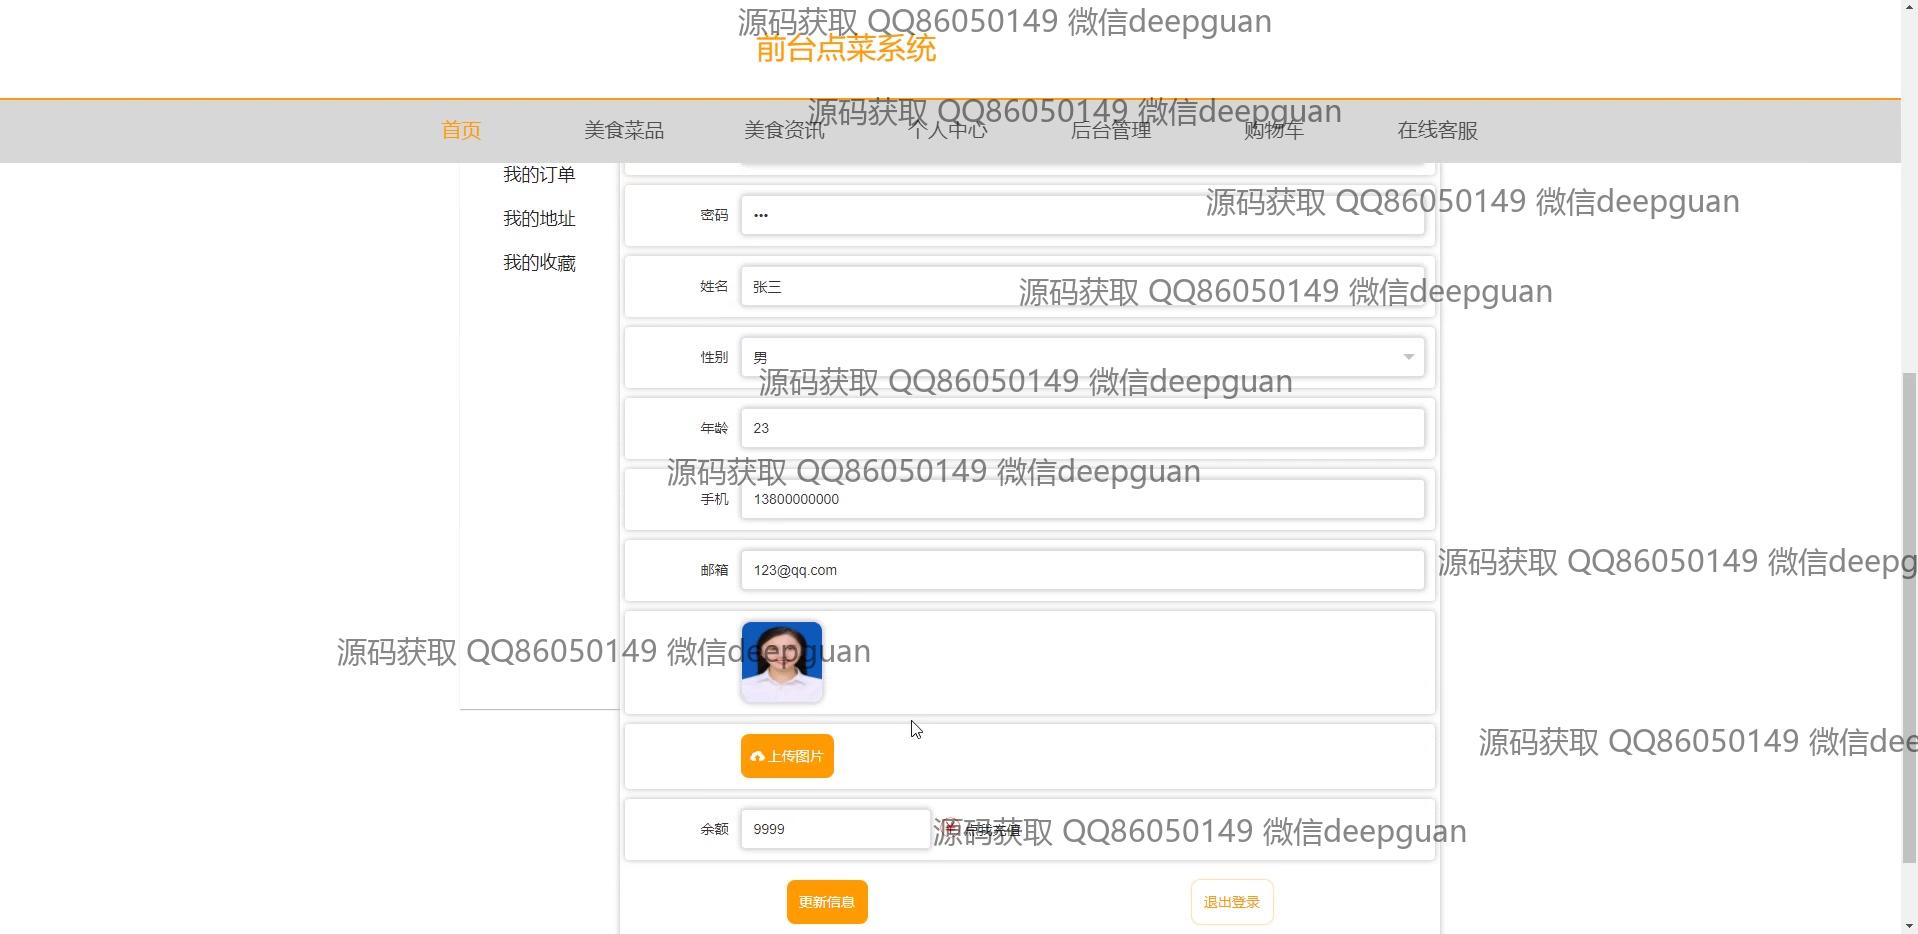 源码获取 QQ86050149 微信deepguan
前台点菜系统
源码获取 QQ86050149 微信deepguan
首页 美食菜品 美食资讯 个人中心 后台管理 购物车 在线客服
我的订单
源码获取 QQ86050149 微信deepguan
密码 •••
我的地址
我的收藏
姓名 张三
源码获取 QQ86050149 微信deepguan
性别 男
源码获取 QQ86050149 微信deepguan
年龄 23
源码获取 QQ86050149 微信deepguan
手机 13800000000
源码获取 QQ86050149 微信deepg
邮箱 123@qq.com
源码获取 QQ86050149 微信deepguan
源码获取 QQ86050149 微信dee
上传图片
余额 9999 点我充值
源码获取 QQ86050149 微信deepguan
更新信息 退出登录